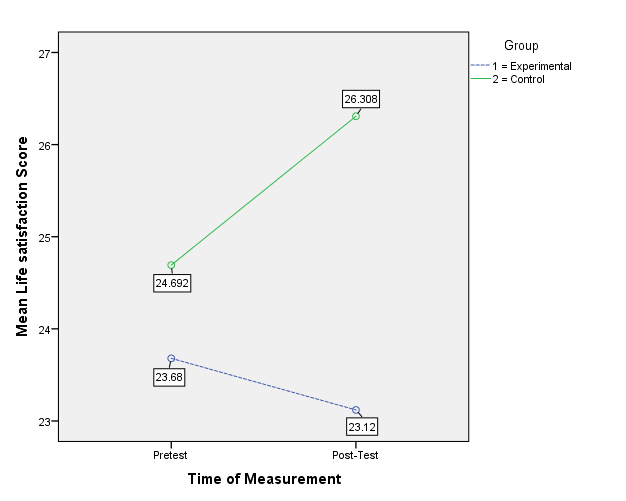 Group
1 = Experimental
2 = Control
Mean Life satisfaction Score
27
26
25
24
23
26.308
24.692
23.68
23.12
Pretest
Post-Test
Time of Measurement